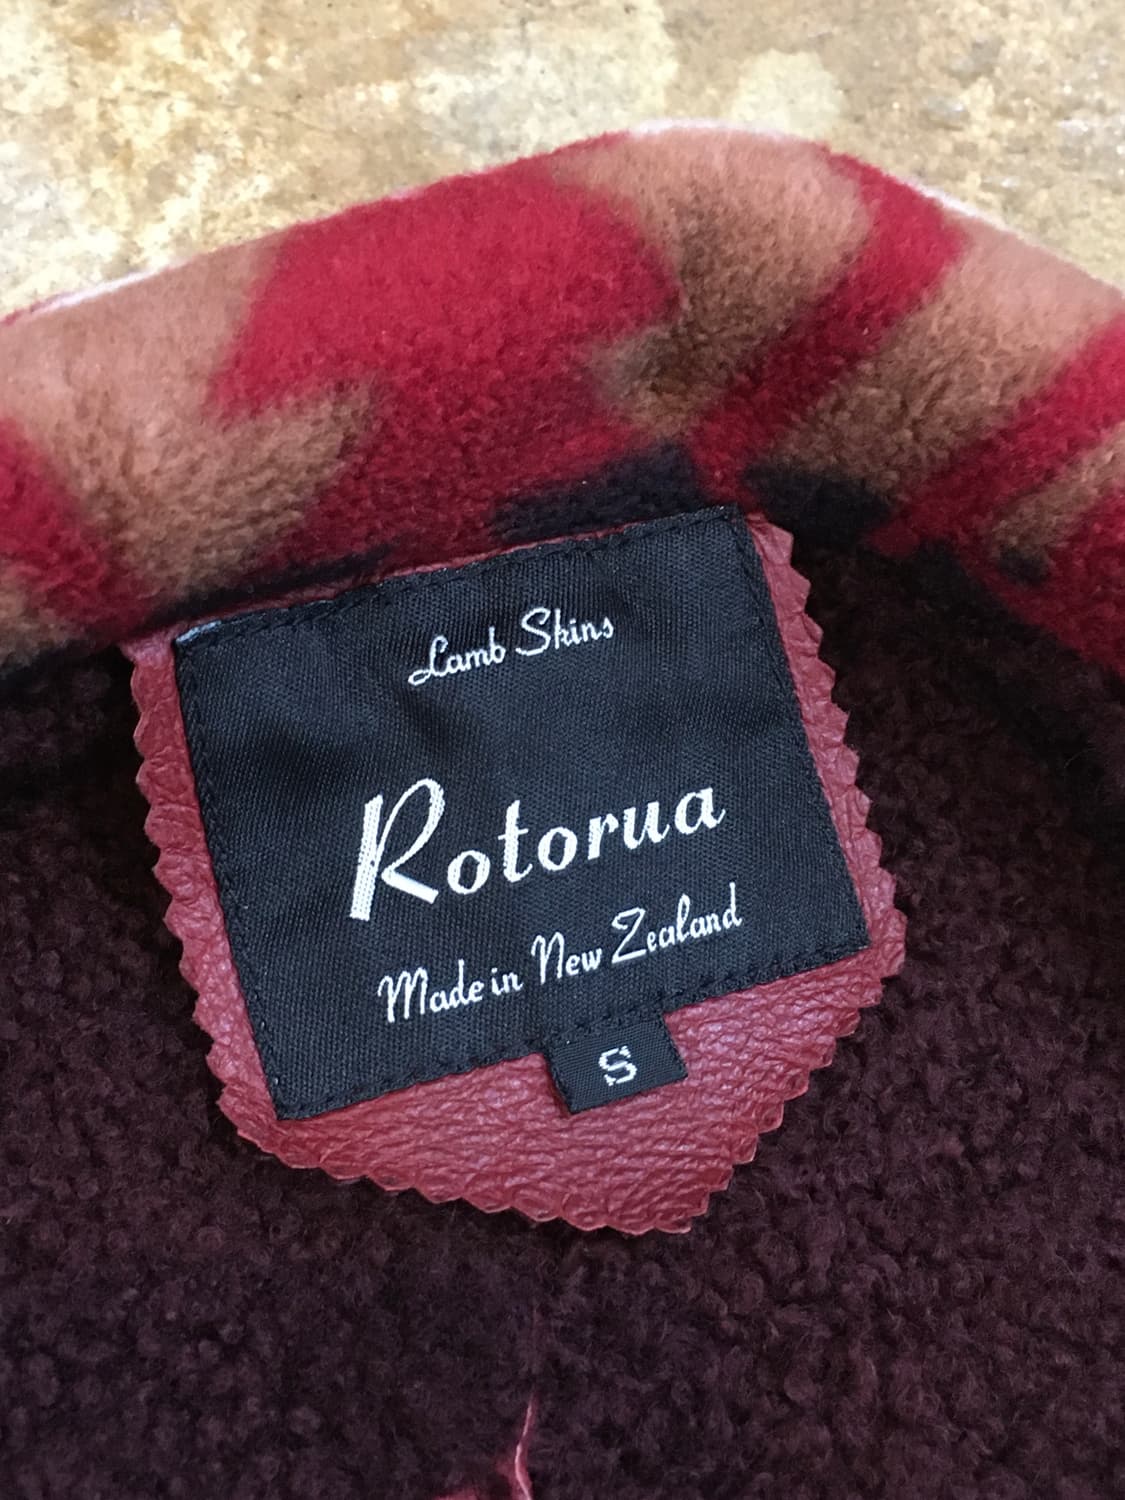 Lamb Skins
Rotorua
Made in New Zealand
S